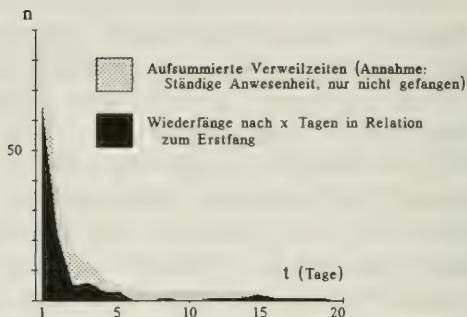 n
Aufsummierte Verweilzeiten (Annahme:
Ständige Anwesenheit, nur nicht gefangen)
Wiederfänge nach x Tagen in Relation
zum Erstfang
50
t (Tage)
1 5 10 15 20